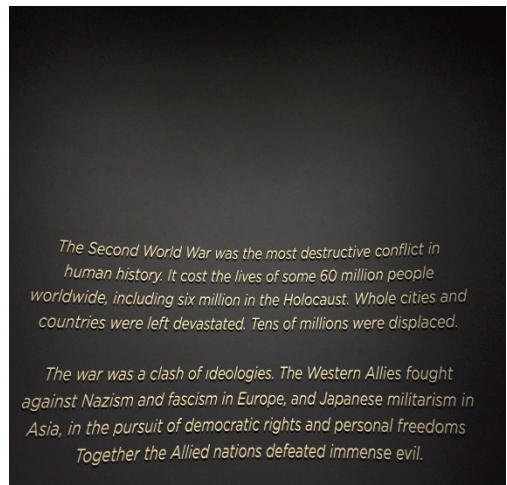 The Second World War was the most destructive conflict in
human history. It cost the lives of some 60 million people
worldwide, including six million in the Holocaust. Whole cities and
countries were left devastated. Tens of millions were displaced.
The war was a clash of ideologies. The Western Allies fought
against Nazism and fascism in Europe, and Japanese militarism in
Asia, in the pursuit of democratic rights and personal freedoms
Together the Allied nations defeated immense evil.